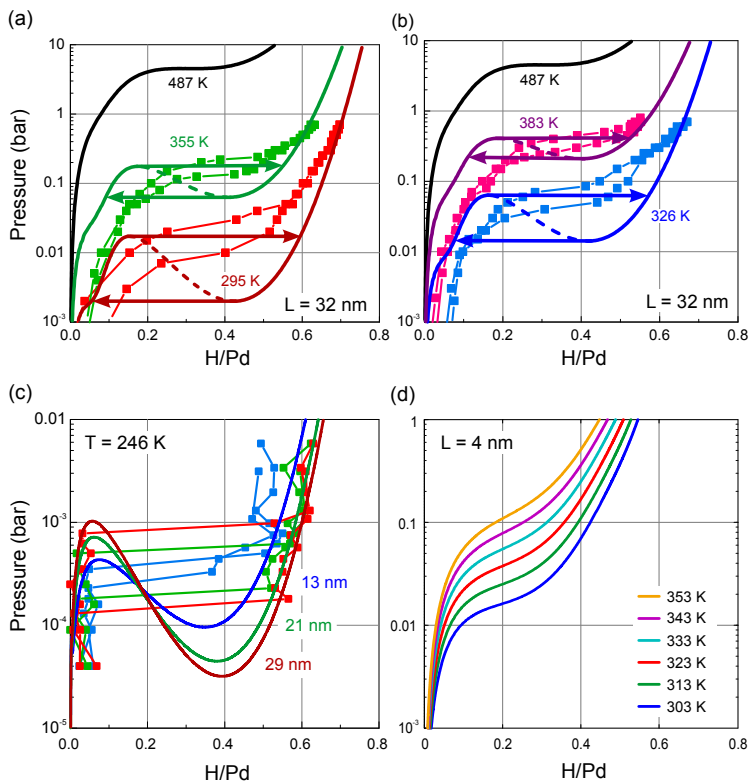 (a)
10
1
0.1
0.01
10⁻³
Pressure (bar)
487 K
355 K
295 K
L = 32 nm
0.0
0.2
0.4
0.6
0.8
H/Pd
(b)
10
1
0.1
0.01
10⁻³
487 K
383 K
326 K
L = 32 nm
0.0
0.2
0.4
0.6
0.8
H/Pd
(c)
0.01
10⁻³
10⁻⁴
10⁻⁵
Pressure (bar)
T = 246 K
13 nm
21 nm
29 nm
0.0
0.2
0.4
0.6
0.8
H/Pd
(d)
1
0.1
0.01
10⁻³
L = 4 nm
353 K
343 K
333 K
323 K
313 K
303 K
0
0.2
0.4
0.6
0.8
H/Pd